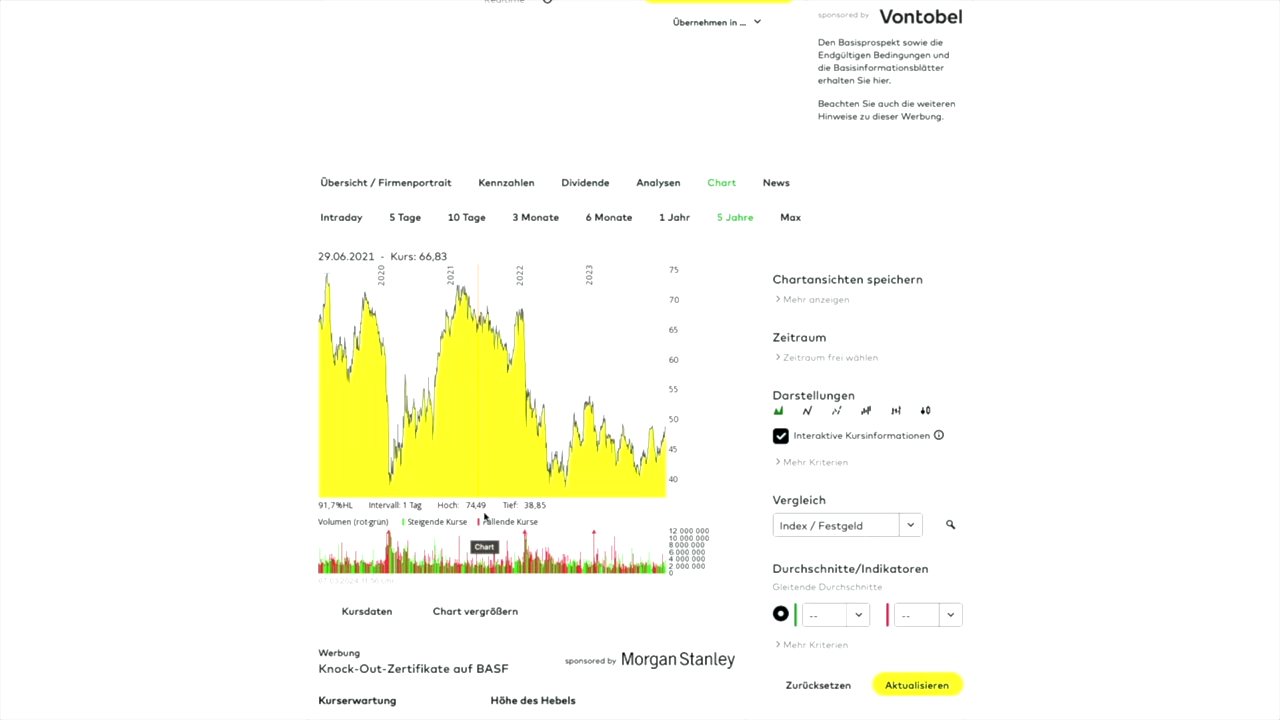 Realtime
Übernehmen in ...
sponsored by Vontobel
Den Basisprospekt sowie die
Endgültigen Bedingungen und
die Basisinformationsblätter
erhalten Sie hier.
Beachten Sie auch die weiteren
Hinweise zu dieser Werbung.
Übersicht / Firmenportrait Kennzahlen Dividende Analysen Chart News
Intraday 5 Tage 10 Tage 3 Monate 6 Monate 1 Jahr 5 Jahre Max
29.06.2021 - Kurs: 66,83
2020 2021 2022 2023
75
70
65
60
55
50
45
40
91,7%HL Intervall: 1 Tag Hoch: 74,49 Tief: 38,85
Volumen (rot-grün) Steigende Kurse Fallende Kurse
12 000 000
10 000 000
8 000 000
6 000 000
4 000 000
2 000 000
0
Chart
Kursdaten Chart vergrößern
Werbung
Knock-Out-Zertifikate auf BASF
sponsored by Morgan Stanley
Kurserwartung Höhe des Hebels
Chartansichten speichern
Mehr anzeigen
Zeitraum
Zeitraum frei wählen
Darstellungen
Interaktive Kursinformationen
Mehr Kriterien
Vergleich
Index / Festgeld
Durchschnitte/Indikatoren
Gleitende Durchschnitte
-- --
Mehr Kriterien
Zurücksetzen Aktualisieren